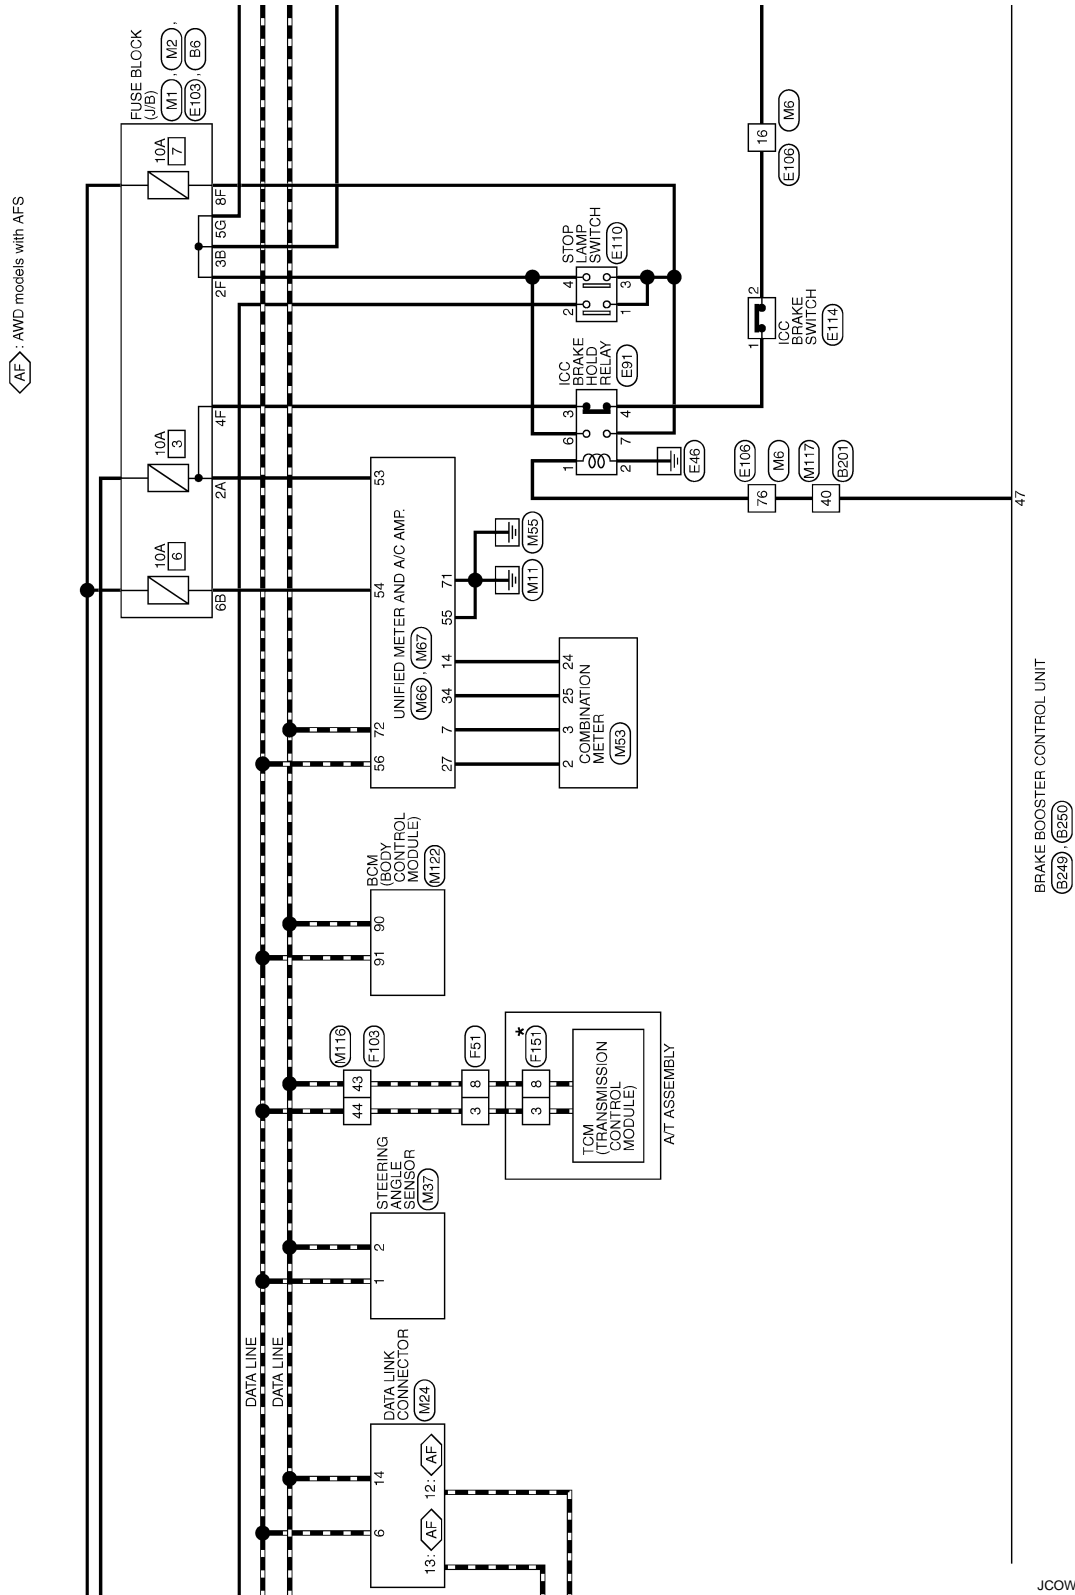 AF : AWD models with AFS
FUSE BLOCK
(J/B)
M1 , M2 ,
E103 , B6
10A
7
10A
3
10A
6
8F
5G
3B
2F
4F
2A
6B
STOP
LAMP
SWITCH
E110
4
3
2
1
ICC
BRAKE
HOLD
RELAY
E91
3
4
6
7
1
2
E46
16
M6
E106
2
1
ICC
BRAKE
SWITCH
E114
E106
76
M6
M117
40
B201
47
53
54
72
56
UNIFIED METER AND A/C AMP.
M66 , M67
71
55
14
34
7
27
M55
M11
24
25
3
2
COMBINATION
METER
M53
BCM
(BODY
CONTROL
MODULE)
M122
90
91
M116
F103
43
44
F51
8
3
*
F151
8
3
TCM
(TRANSMISSION
CONTROL
MODULE)
A/T ASSEMBLY
STEERING
ANGLE
SENSOR
M37
2
1
DATA LINE
DATA LINE
DATA LINK
CONNECTOR
M24
14
6
12: AF
13: AF
BRAKE BOOSTER CONTROL UNIT
B249 , B250
JCOW